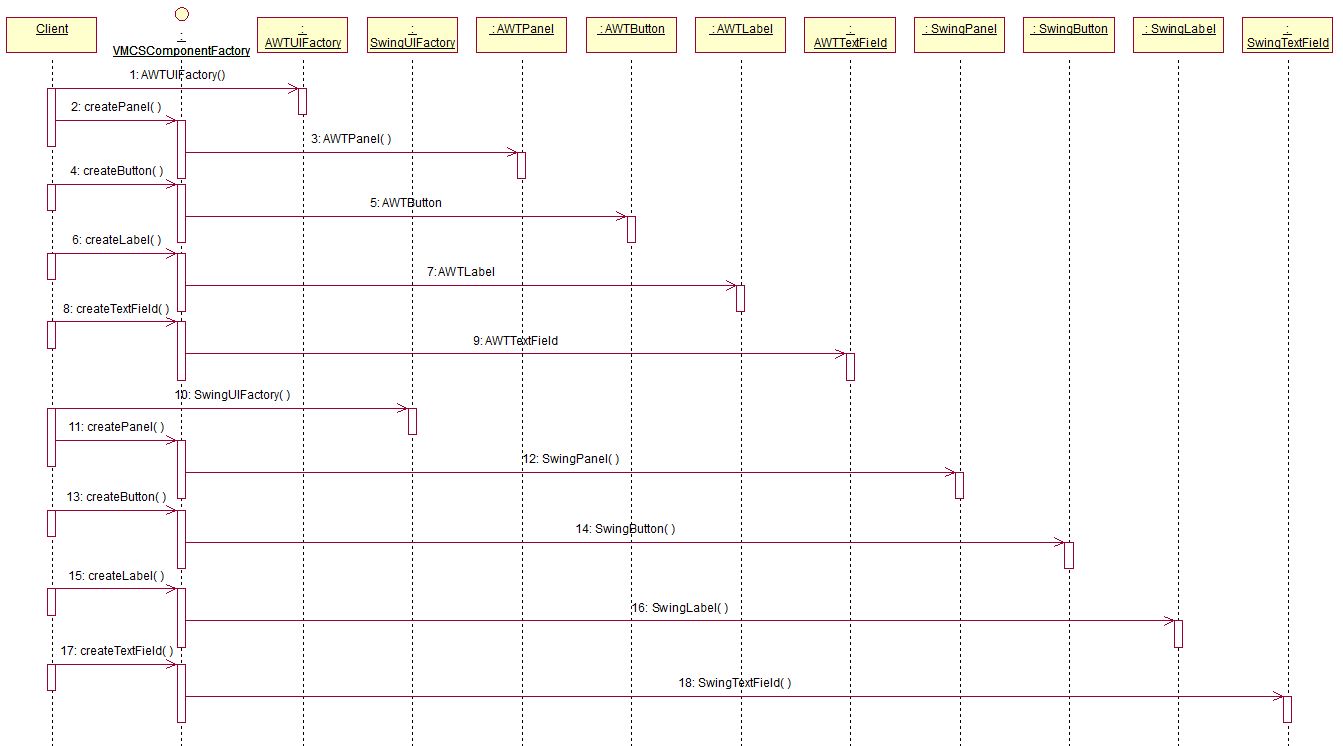 Client
:
VMCSComponentFactory
:
AWTUIFactory
:
SwingUIFactory
: AWTPanel
: AWTButton
: AWTLabel
:
AWTTextField
: SwingPanel
: SwingButton
: SwingLabel
:
SwingTextField
1: AWTUIFactory()
2: createPanel( )
3: AWTPanel( )
4: createButton( )
5: AWTButton
6: createLabel( )
7: AWTLabel
8: createTextField( )
9: AWTTextField
10: SwingUIFactory( )
11: createPanel( )
12: SwingPanel( )
13: createButton( )
14: SwingButton( )
15: createLabel( )
16: SwingLabel( )
17: createTextField( )
18: SwingTextField( )